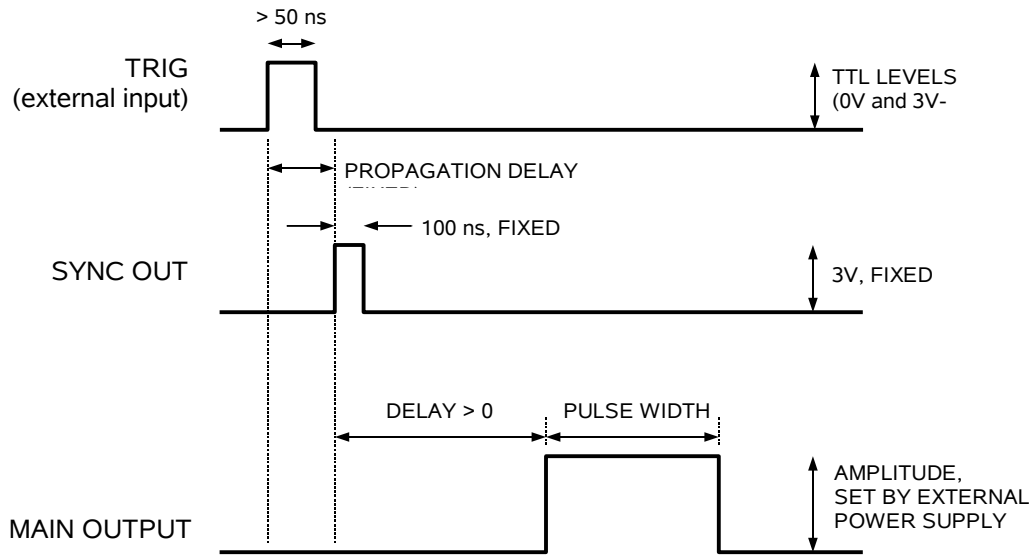 > 50 ns
TRIG
(external input)
TTL LEVELS
(0V and 3V-
PROPAGATION DELAY
100 ns, FIXED
SYNC OUT
3V, FIXED
DELAY > 0
PULSE WIDTH
AMPLITUDE,
SET BY EXTERNAL
POWER SUPPLY
MAIN OUTPUT